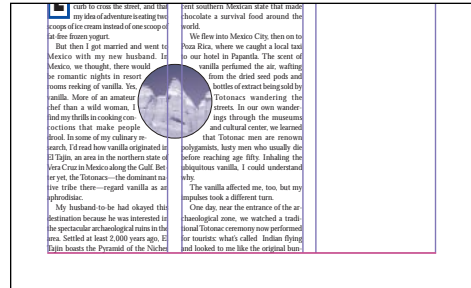 curb to cross the street, and that
my idea of adventure is eating two
scoops of ice cream instead of one scoop of
fat-free frozen yogurt.
But then I got married and went to
Mexico with my new husband. In
Mexico, we thought, there would
be romantic nights in resort
rooms reeking of vanilla. Yes,
vanilla. More of an amateur
chef than a wild woman, I
find my thrills in cooking con-
coctions that make people
drool. In some of my culinary re-
search, I'd read how vanilla originated in
El Tajin, an area in the northern state of
Vera Cruz in Mexico along the Gulf. Bet-
ter yet, the Totonacs—the dominant na-
tive tribe there—regard vanilla as an
aphrodisiac.
My husband-to-be had okayed this
destination because he was interested in
the spectacular archaeological ruins in the
area. Settled at least 2,000 years ago, El
Tajin boasts the Pyramid of the Niches
cent southern Mexican state that made
chocolate a survival food around the
world.
We flew into Mexico City, then on to
Poza Rica, where we caught a local taxi
to our hotel in Papantla. The scent of
vanilla perfumed the air, wafting
from the dried seed pods and
bottles of extract being sold by
Totonacs wandering the
streets. In our own wander-
ings through the museums
and cultural center, we learned
that Totonac men are renown
polygamists, lusty men who usually die
before reaching age fifty. Inhaling the
ubiquitous vanilla, I could understand
why.
The vanilla affected me, too, but my
impulses took a different turn.
One day, near the entrance of the ar-
chaeological zone, we watched a tradi-
tional Totonac ceremony now performed
for tourists: what's called Indian flying
and looked to me like the original bun-